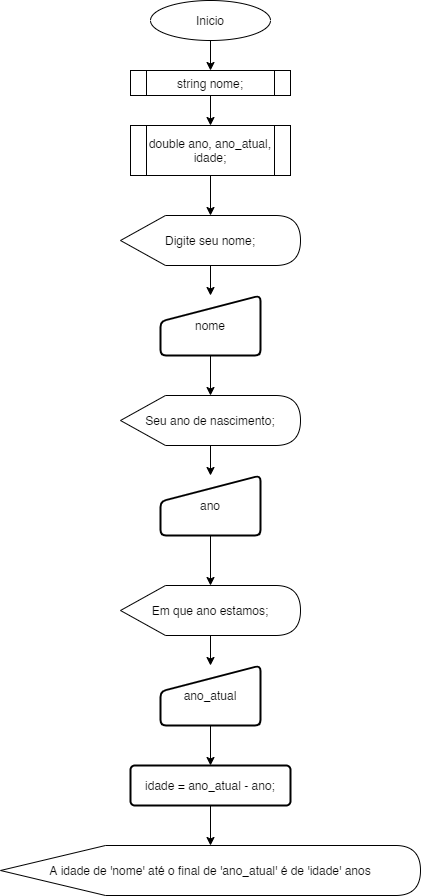 Inicio
string nome;
double ano, ano_atual,
idade;
Digite seu nome;
nome
Seu ano de nascimento;
ano
Em que ano estamos;
ano_atual
idade = ano_atual - ano;
A idade de 'nome' até o final de 'ano_atual' é de 'idade' anos